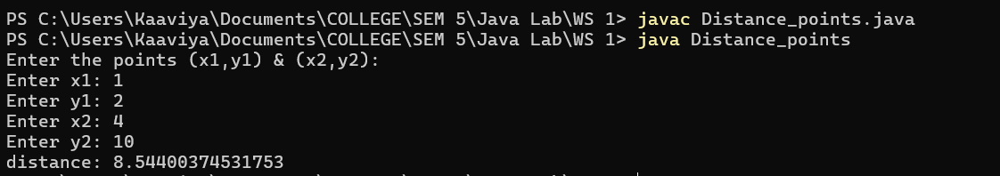 PS C:\Users\Kaaviya\Documents\COLLEGE\SEM 5\Java Lab\WS 1> javac Distance_points.java
PS C:\Users\Kaaviya\Documents\COLLEGE\SEM 5\Java Lab\WS 1> java Distance_points
Enter the points (x1,y1) & (x2,y2):
Enter x1: 1
Enter y1: 2
Enter x2: 4
Enter y2: 10
distance: 8.54400374531753